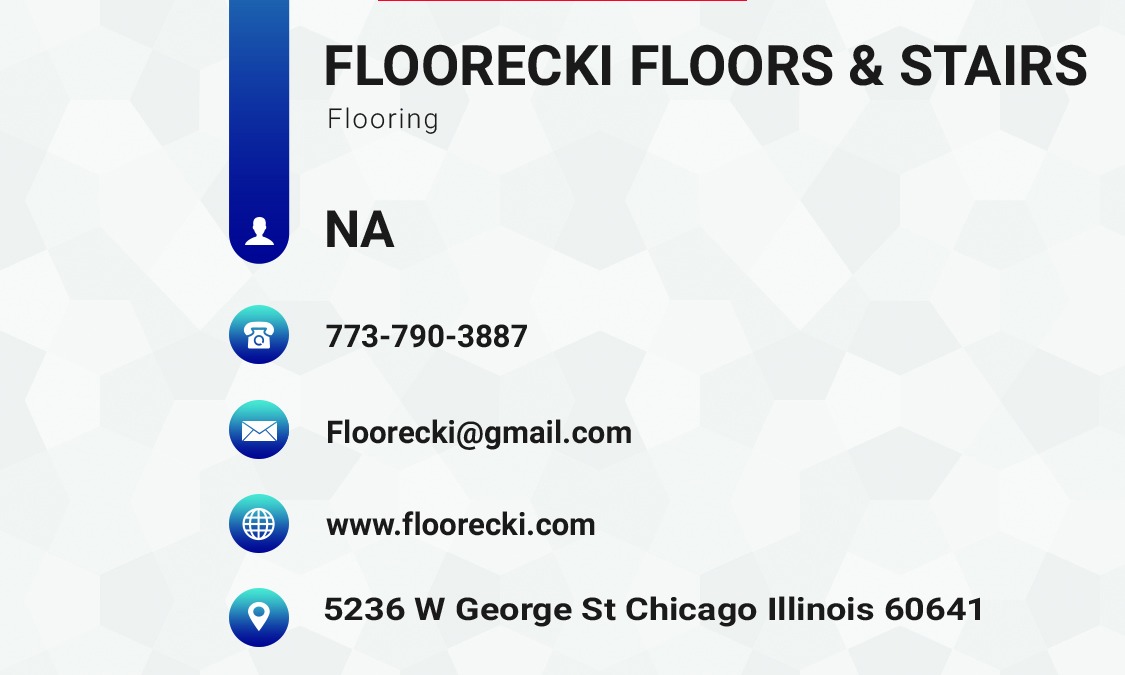 FLOORECKI FLOORS & STAIRS
Flooring
NA
773-790-3887
Floorecki@gmail.com
www.floorecki.com
5236 W George St Chicago Illinois 60641